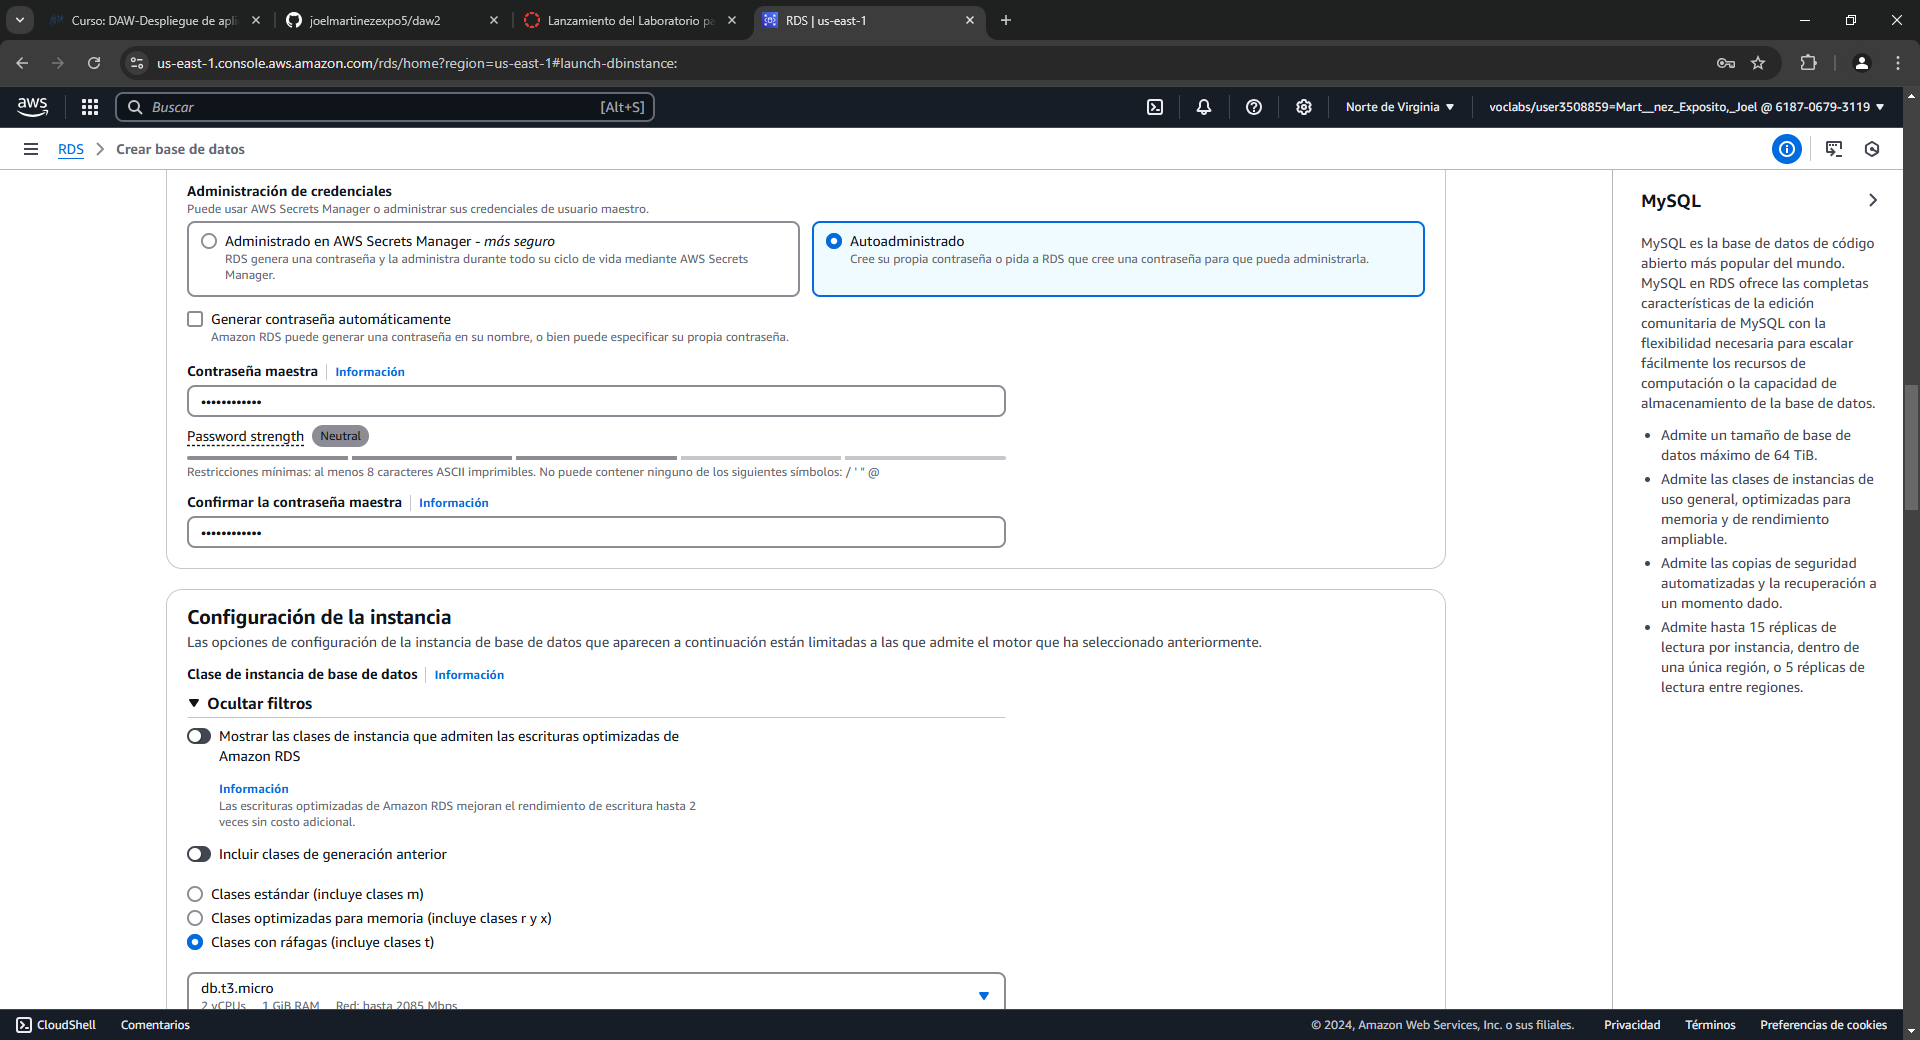 Curso: DAW-Despliegue de apli
joelmartinezexpo5/daw2
Lanzamiento del Laboratorio pa
RDS | us-east-1
us-east-1.console.aws.amazon.com/rds/home?region=us-east-1#launch-dbinstance:
aws
Buscar
[Alt+S]
Norte de Virginia
voclabs/user3508859=Mart__nez_Exposito,_Joel @ 6187-0679-3119
RDS
Crear base de datos
Administración de credenciales
Puede usar AWS Secrets Manager o administrar sus credenciales de usuario maestro.
Administrado en AWS Secrets Manager - más seguro
RDS genera una contraseña y la administra durante todo su ciclo de vida mediante AWS Secrets
Manager.
Autoadministrado
Cree su propia contraseña o pida a RDS que cree una contraseña para que pueda administrarla.
Generar contraseña automáticamente
Amazon RDS puede generar una contraseña en su nombre, o bien puede especificar su propia contraseña.
Contraseña maestra
Información
••••••••••••
Password strength
Neutral
Restricciones mínimas: al menos 8 caracteres ASCII imprimibles. No puede contener ninguno de los siguientes símbolos: / ' " @
Confirmar la contraseña maestra
Información
••••••••••••
Configuración de la instancia
Las opciones de configuración de la instancia de base de datos que aparecen a continuación están limitadas a las que admite el motor que ha seleccionado anteriormente.
Clase de instancia de base de datos
Información
Ocultar filtros
Mostrar las clases de instancia que admiten las escrituras optimizadas de
Amazon RDS
Información
Las escrituras optimizadas de Amazon RDS mejoran el rendimiento de escritura hasta 2
veces sin costo adicional.
Incluir clases de generación anterior
Clases estándar (incluye clases m)
Clases optimizadas para memoria (incluye clases r y x)
Clases con ráfagas (incluye clases t)
db.t3.micro
2 vCPUs 1 GiB RAM Red: hasta 2085 Mbps
MySQL
MySQL es la base de datos de código
abierto más popular del mundo.
MySQL en RDS ofrece las completas
características de la edición
comunitaria de MySQL con la
flexibilidad necesaria para escalar
fácilmente los recursos de
computación o la capacidad de
almacenamiento de la base de datos.
• Admite un tamaño de base de
datos máximo de 64 TiB.
• Admite las clases de instancias de
uso general, optimizadas para
memoria y de rendimiento
ampliable.
• Admite las copias de seguridad
automatizadas y la recuperación a
un momento dado.
• Admite hasta 15 réplicas de
lectura por instancia, dentro de
una única región, o 5 réplicas de
lectura entre regiones.
CloudShell
Comentarios
© 2024, Amazon Web Services, Inc. o sus filiales.
Privacidad
Términos
Preferencias de cookies